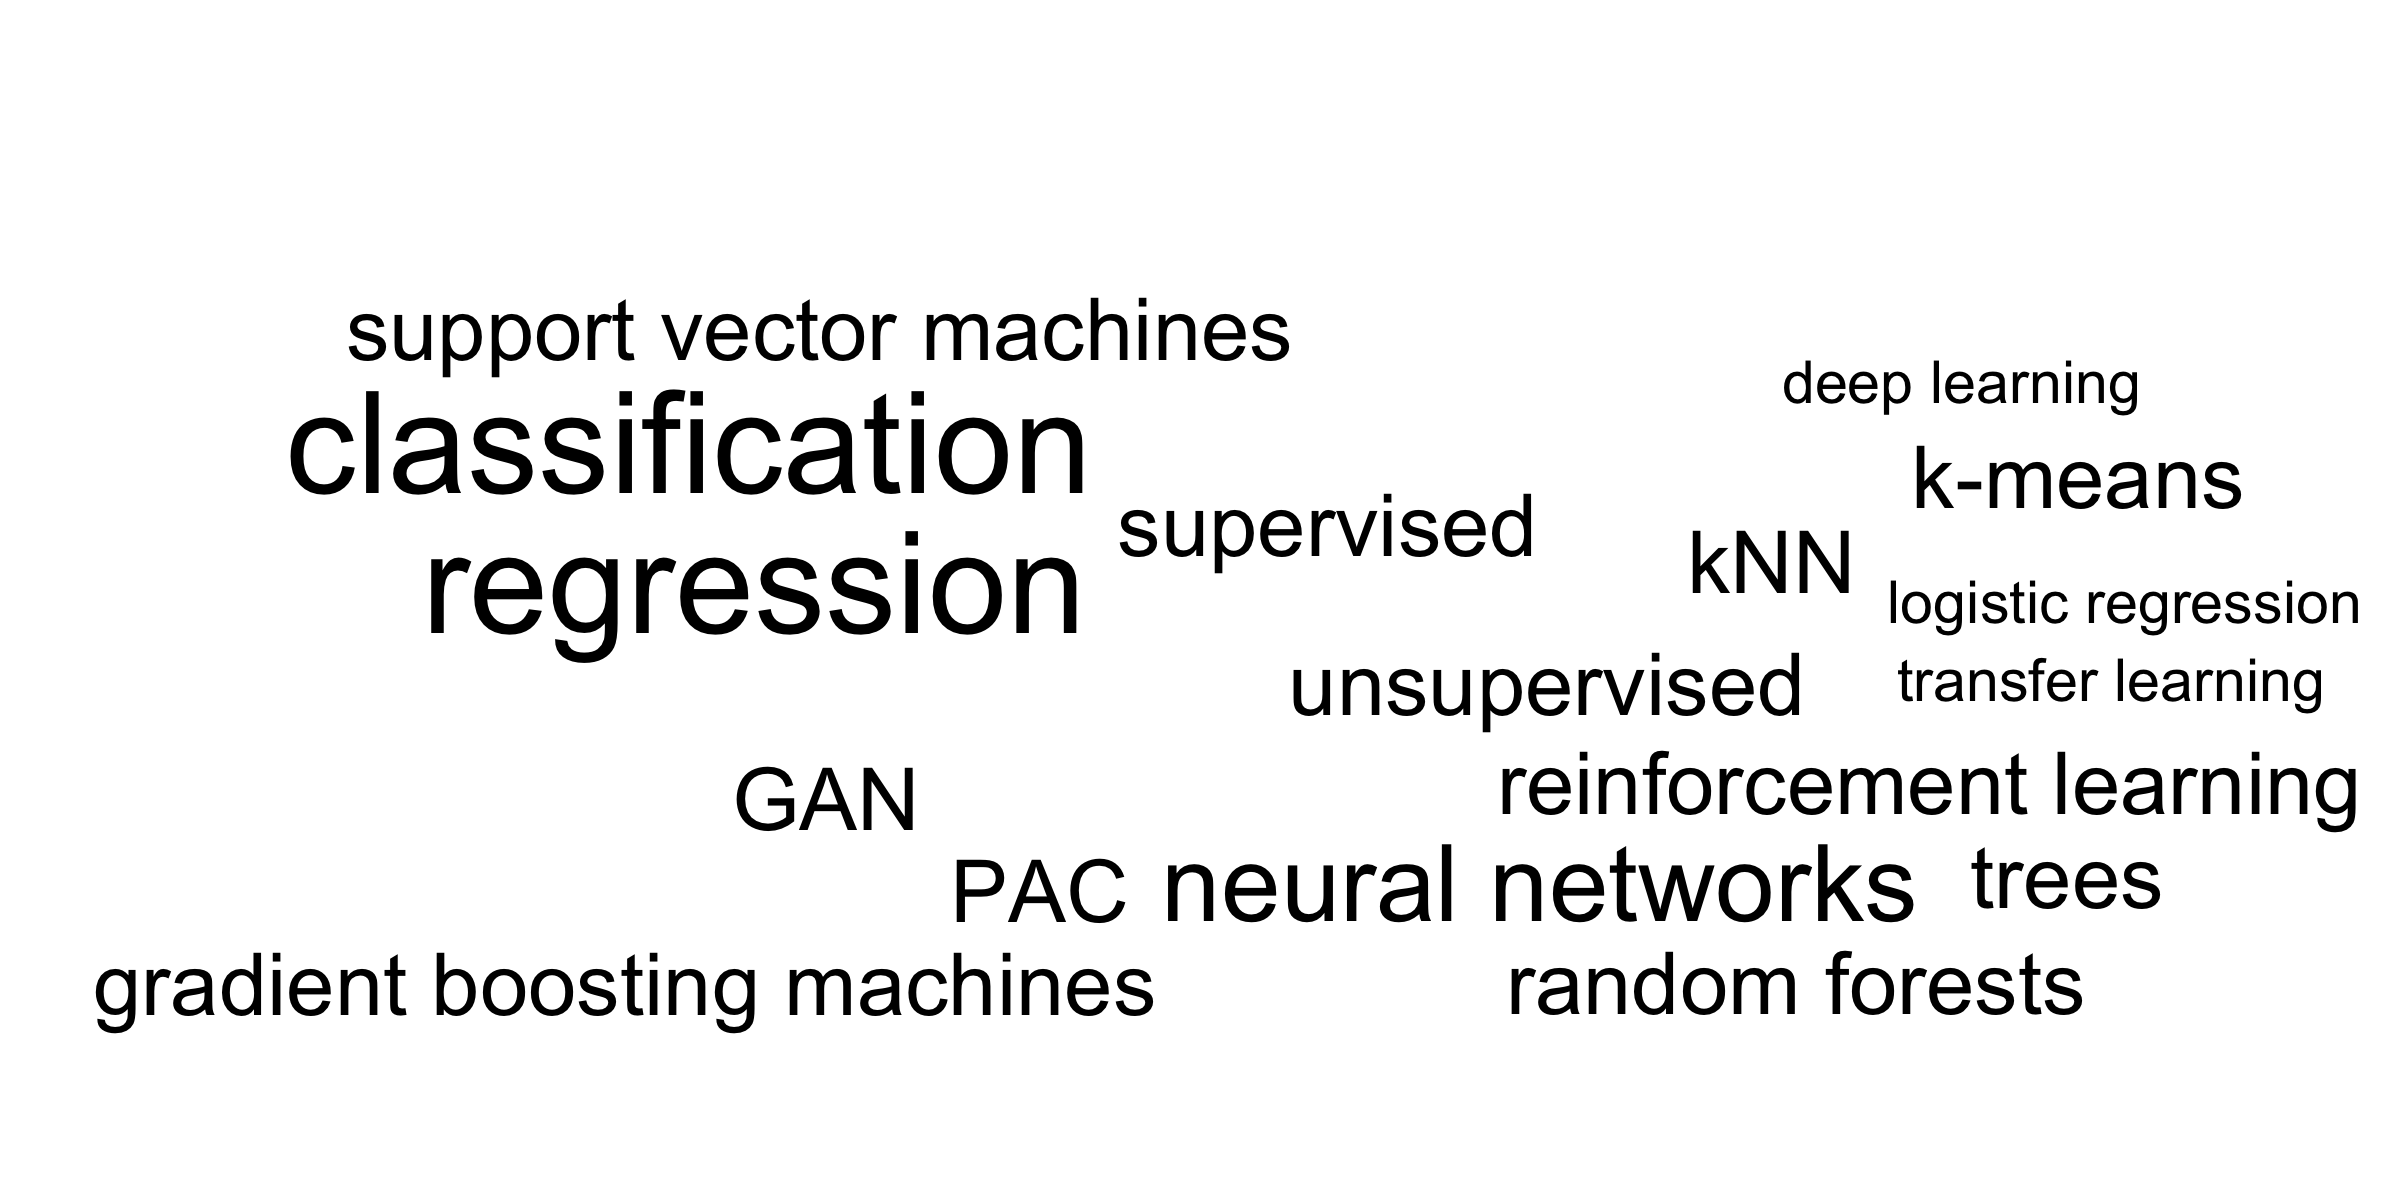 support vector machines
deep learning
classification
k-means
supervised
kNN
regression
logistic regression
unsupervised
transfer learning
GAN
reinforcement learning
PAC
neural networks
trees
gradient boosting machines
random forests